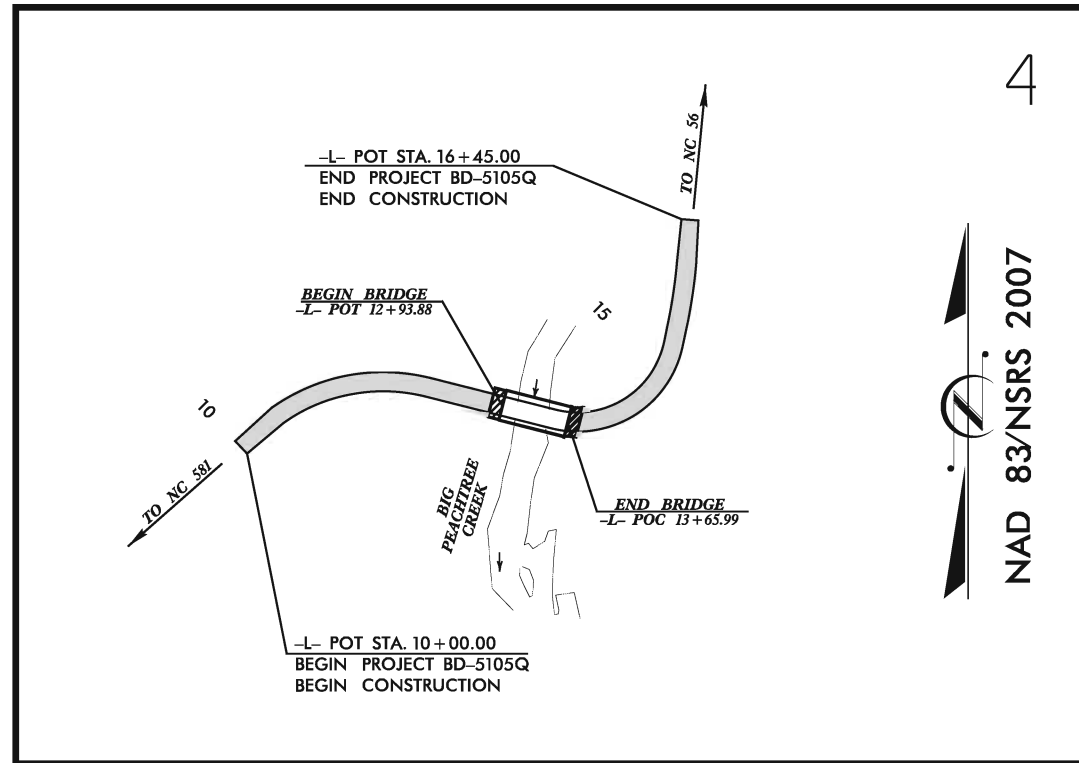 4
TO NC 56
–L– POT STA. 16+45.00
END PROJECT BD–5105Q
END CONSTRUCTION
BEGIN BRIDGE
–L– POT 12+93.88
15
NAD 83/NSRS 2007
10
TO NC 581
BIG
PEACHTREE
CREEK
END BRIDGE
–L– POC 13+65.99
–L– POT STA. 10+00.00
BEGIN PROJECT BD–5105Q
BEGIN CONSTRUCTION